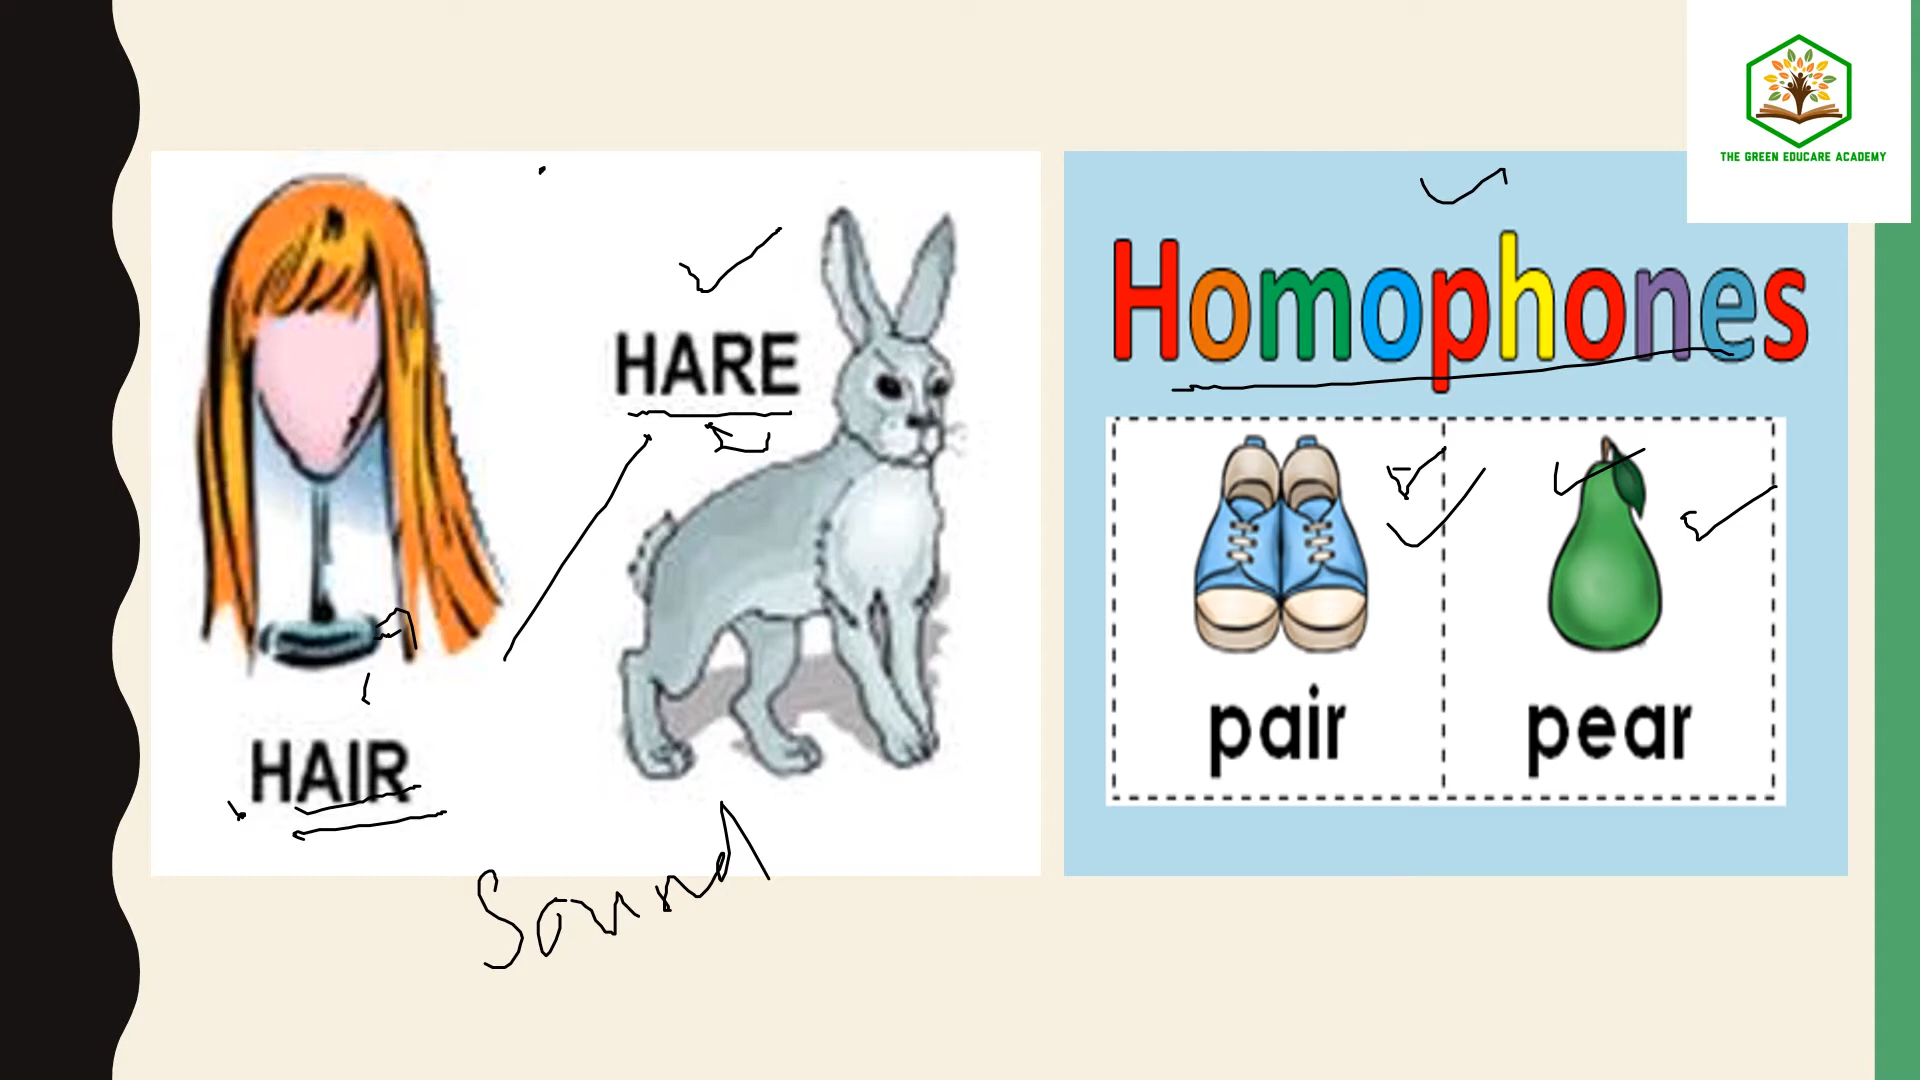 THE GREEN EDUCARE ACADEMY
HARE
HAIR
Sound
Homophones
pair
pear